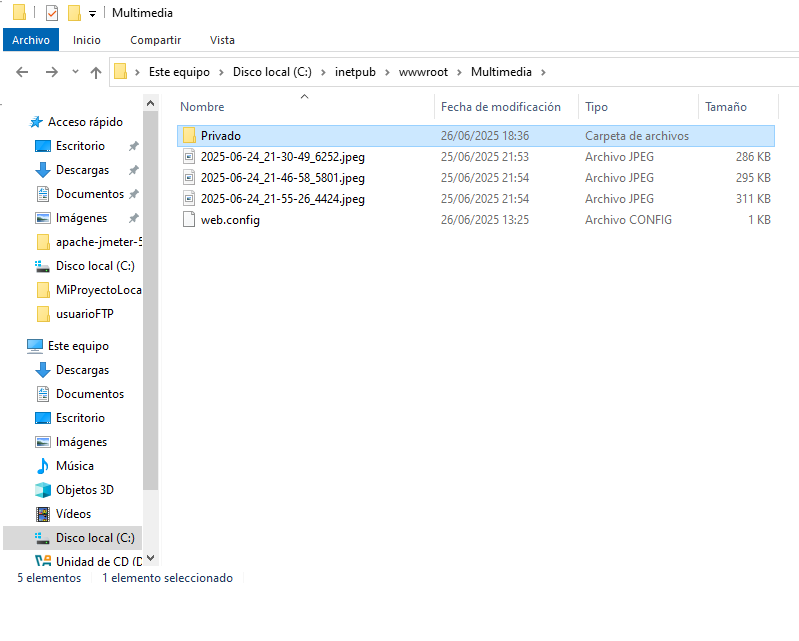 Multimedia
Archivo Inicio Compartir Vista
Este equipo Disco local (C:) inetpub wwwroot Multimedia
Nombre Fecha de modificación Tipo Tamaño
Privado 26/06/2025 18:36 Carpeta de archivos
2025-06-24_21-30-49_6252.jpeg 25/06/2025 21:53 Archivo JPEG 286 KB
2025-06-24_21-46-58_5801.jpeg 25/06/2025 21:54 Archivo JPEG 295 KB
2025-06-24_21-55-26_4424.jpeg 25/06/2025 21:54 Archivo JPEG 311 KB
web.config 26/06/2025 13:25 Archivo CONFIG 1 KB
Acceso rápido
Escritorio
Descargas
Documentos
Imágenes
apache-jmeter-5
Disco local (C:)
MiProyectoLoca
usuarioFTP
Este equipo
Descargas
Documentos
Escritorio
Imágenes
Música
Objetos 3D
Vídeos
Disco local (C:)
Unidad de CD (D
5 elementos 1 elemento seleccionado